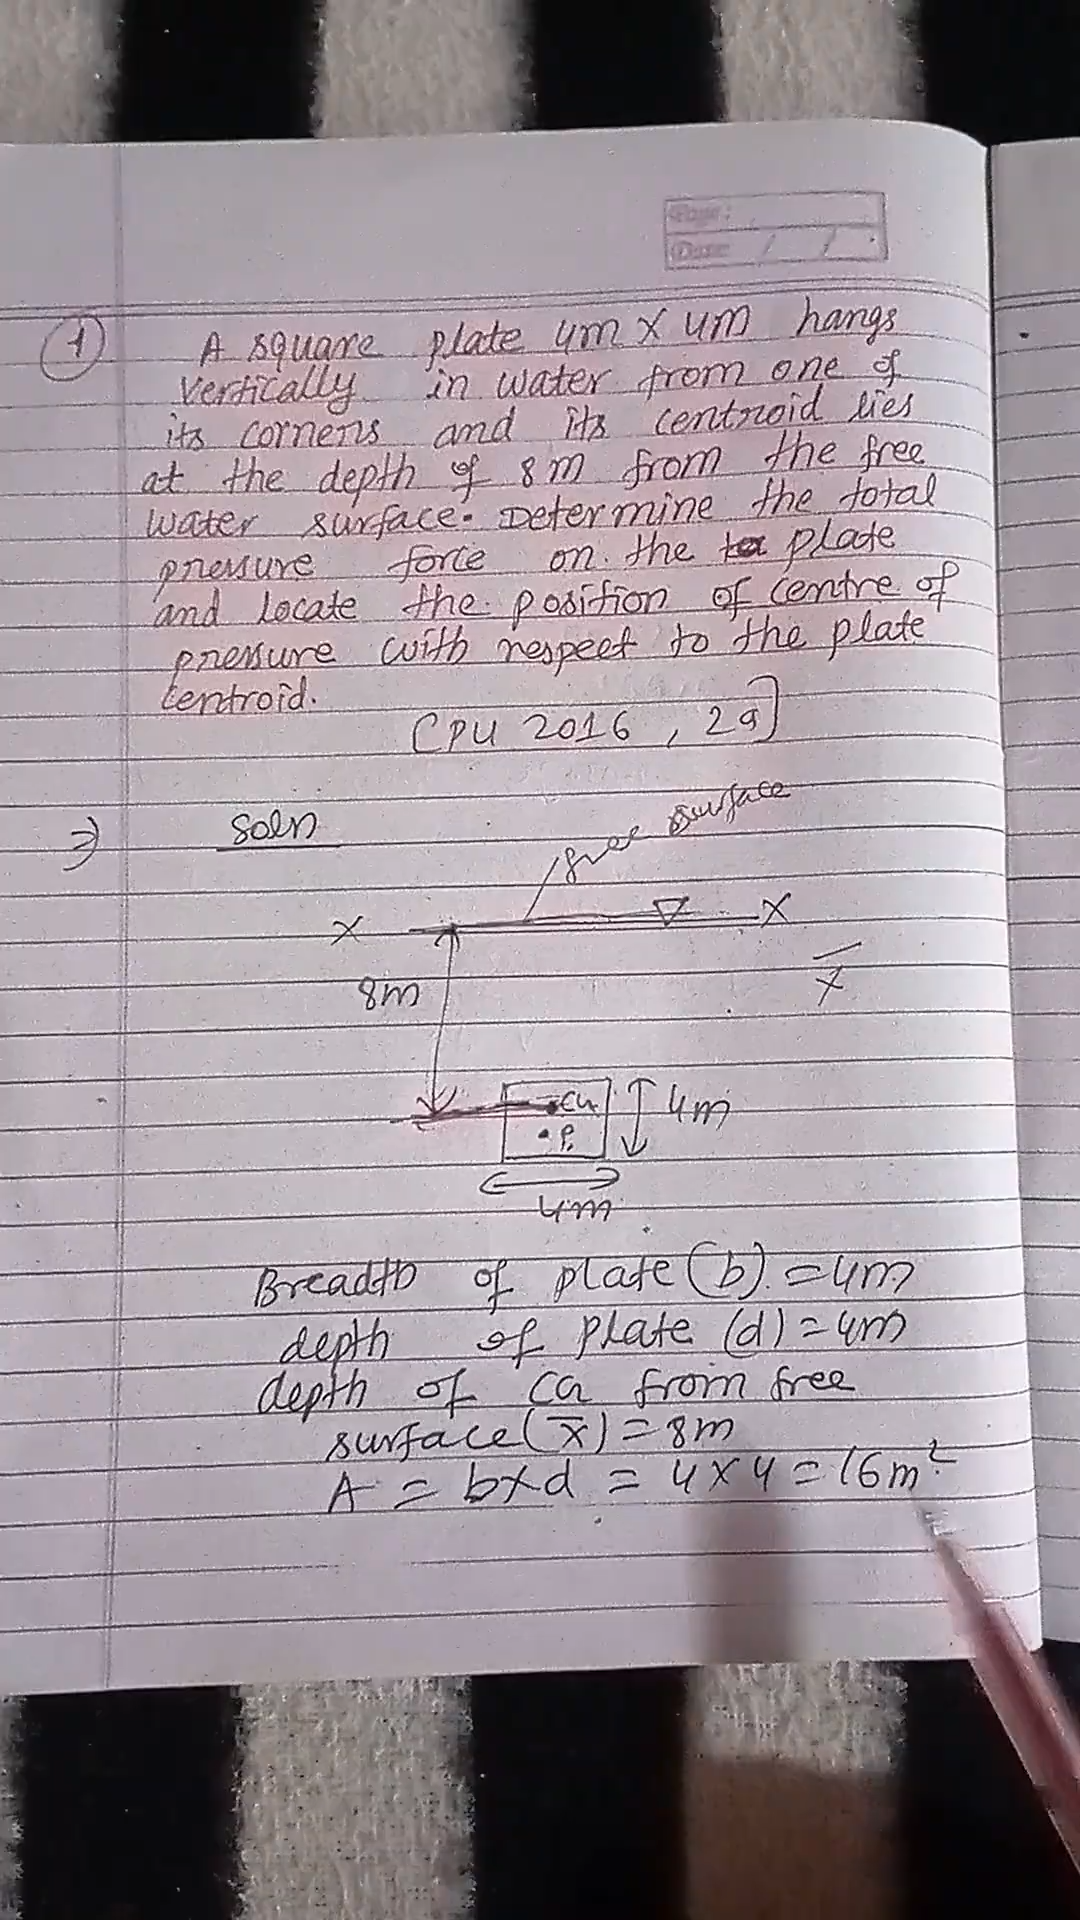 Page:
Date: / /
① A square plate 4m x 4m hangs
vertically in water from one of
its corners and its centroid lies
at the depth of 8m from the free
water surface. Determine the total
pressure force on the plate
and locate the position of centre of
pressure with respect to the plate
centroid.
[PU 2016, 2a]
⇒ Soln
free surface
x x
8m
x̄
CG 4m
P.
4m
Breadth of plate (b) = 4m
depth of plate (d) = 4m
depth of CG from free
surface (x̄) = 8m
A = b×d = 4×4 = 16m²